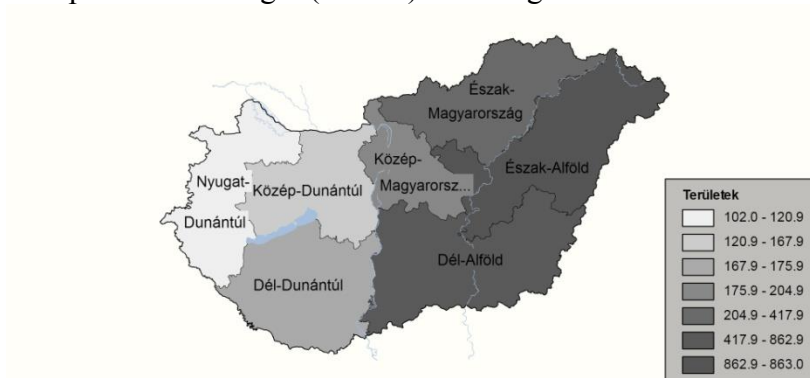 Észak-
Magyarország
Közép-
Magyarorsz...
Észak-Alföld
Nyugat-
Dunántúl
Közép-Dunántúl
Dél-Dunántúl
Dél-Alföld
Területek
102.0 - 120.9
120.9 - 167.9
167.9 - 175.9
175.9 - 204.9
204.9 - 417.9
417.9 - 862.9
862.9 - 863.0